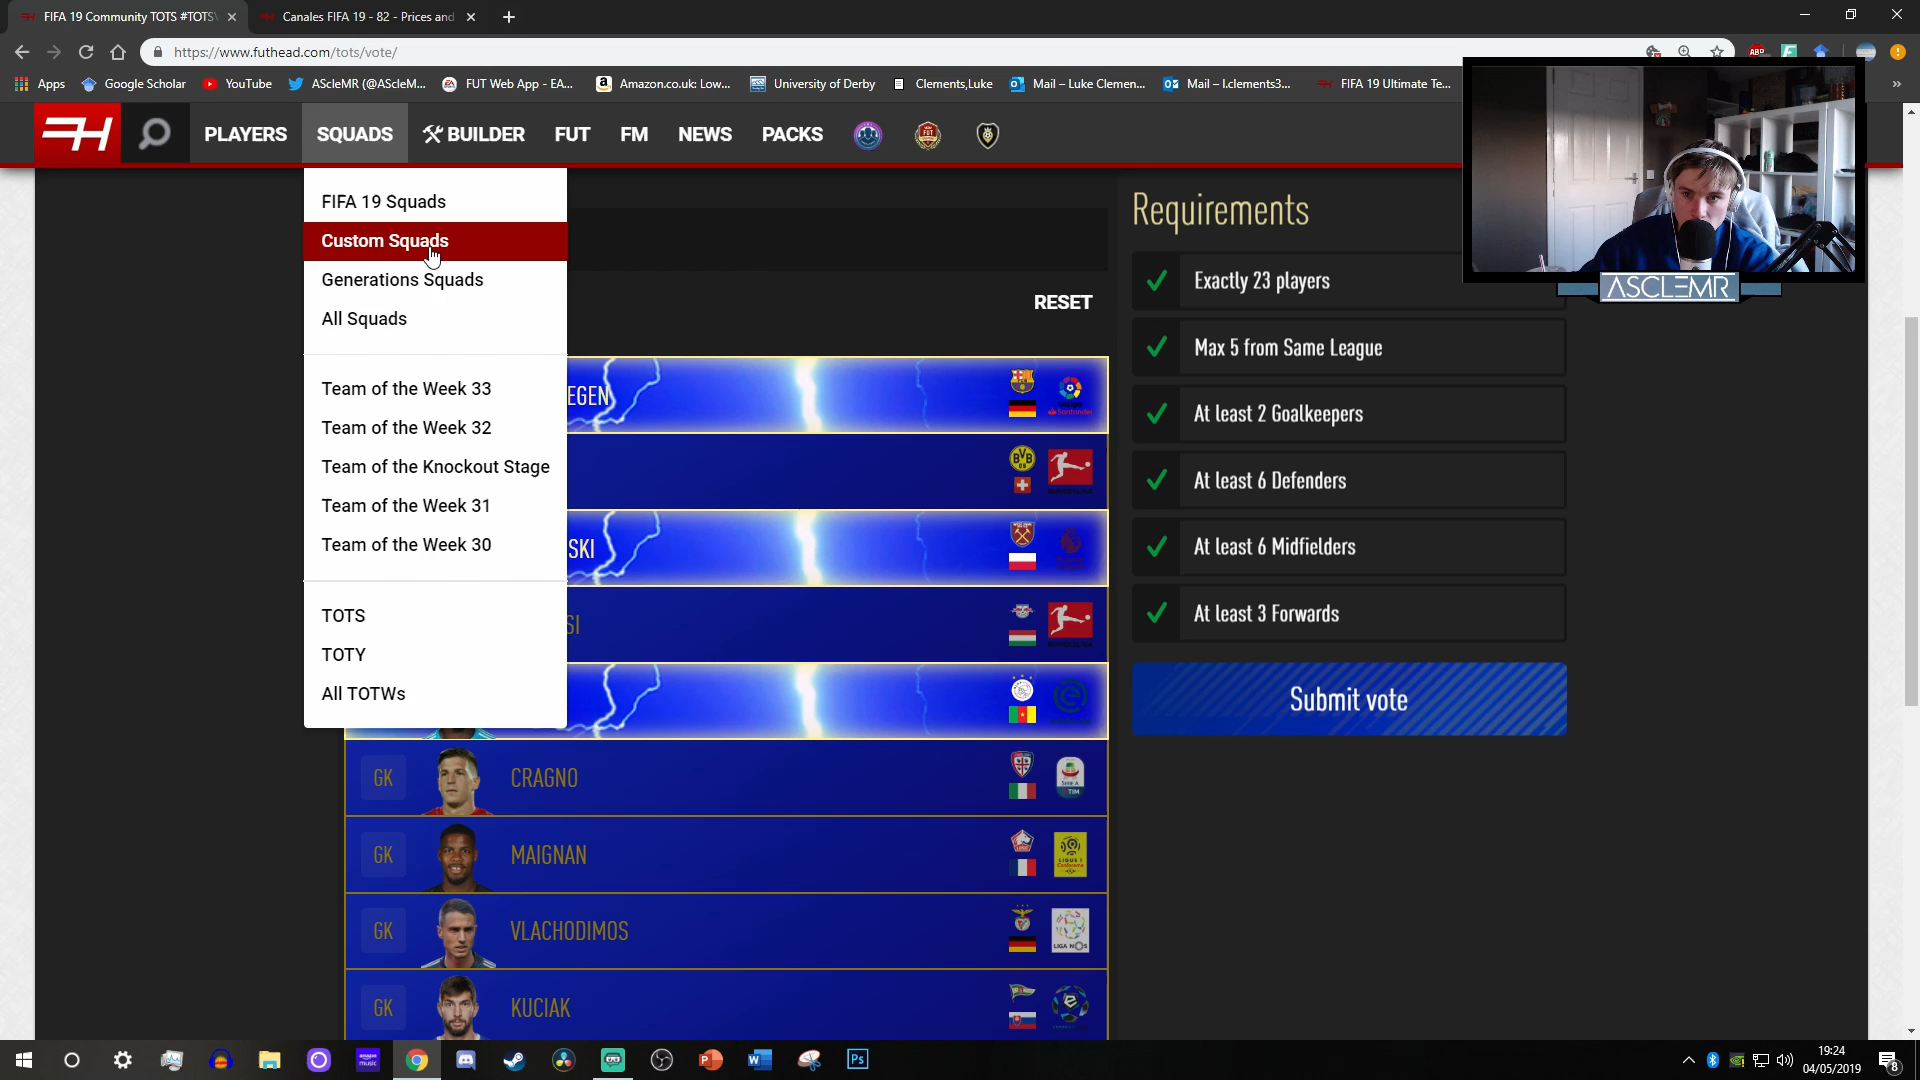 FIFA 19 Community TOTS #TOTSV
Canales FIFA 19 - 82 - Prices and
https://www.futhead.com/tots/vote/
ABP
Apps
Google Scholar
YouTube
AScleMR (@AScleM...
FUT Web App - EA...
Amazon.co.uk: Low...
University of Derby
Clements,Luke
Mail – Luke Clemen...
Mail – l.clements3...
FIFA 19 Ultimate Te...
»
PLAYERS
SQUADS
BUILDER
FUT
FM
NEWS
PACKS
ASCLEMR
FIFA 19 Squads
Custom Squads
Generations Squads
All Squads
Team of the Week 33
Team of the Week 32
Team of the Knockout Stage
Team of the Week 31
Team of the Week 30
TOTS
TOTY
All TOTWs
RESET
EGEN
SKI
SI
GK CRAGNO
GK MAIGNAN
GK VLACHODIMOS
GK KUCIAK
Requirements
Exactly 23 players
Max 5 from Same League
At least 2 Goalkeepers
At least 6 Defenders
At least 6 Midfielders
At least 3 Forwards
Submit vote
19:24
04/05/2019
8